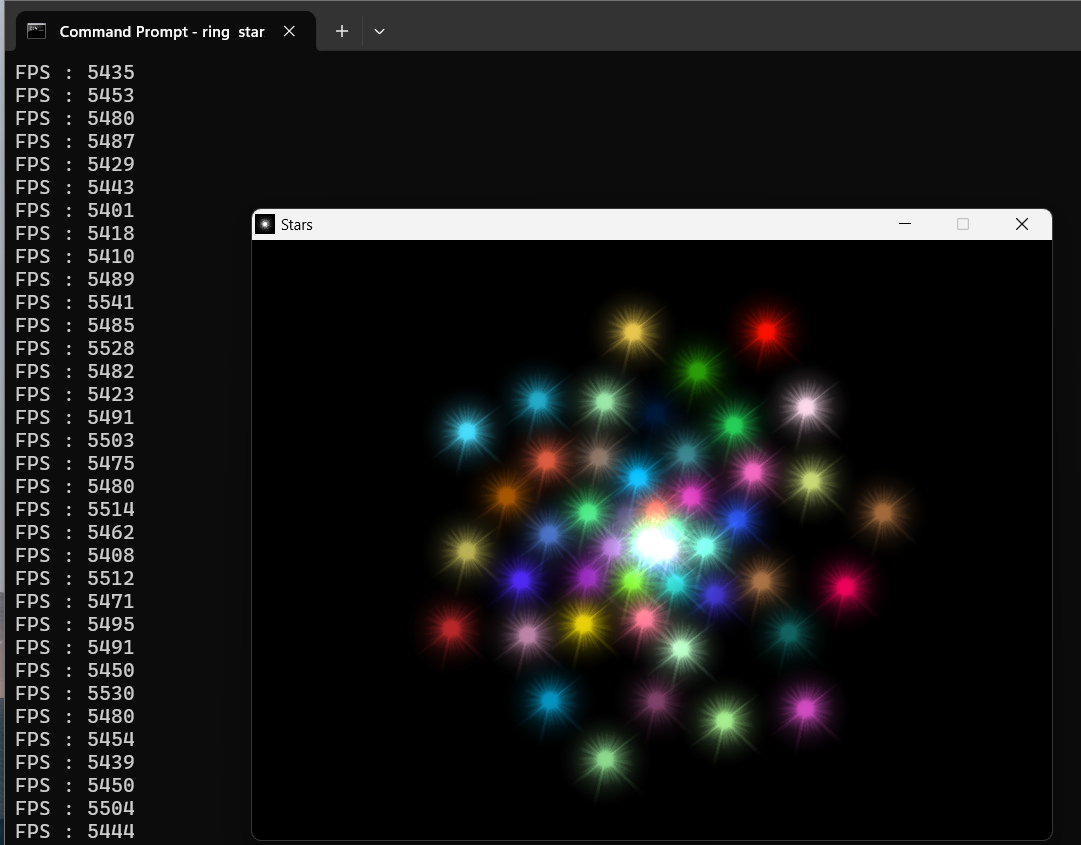 Command Prompt - ring star
FPS : 5435
FPS : 5453
FPS : 5480
FPS : 5487
FPS : 5429
FPS : 5443
FPS : 5401
FPS : 5418
FPS : 5410
FPS : 5489
FPS : 5541
FPS : 5485
FPS : 5528
FPS : 5482
FPS : 5423
FPS : 5491
FPS : 5503
FPS : 5475
FPS : 5480
FPS : 5514
FPS : 5462
FPS : 5408
FPS : 5512
FPS : 5471
FPS : 5495
FPS : 5491
FPS : 5450
FPS : 5530
FPS : 5480
FPS : 5454
FPS : 5439
FPS : 5450
FPS : 5504
FPS : 5444
Stars